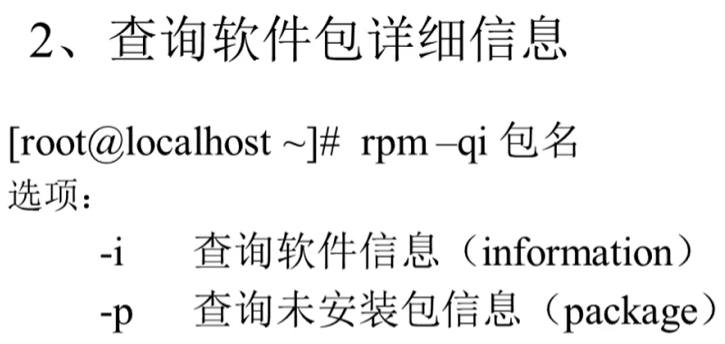 2、查询软件包详细信息
[root@localhost ~]# rpm –qi 包名
选项：
-i 查询软件信息（information）
-p 查询未安装包信息（package）